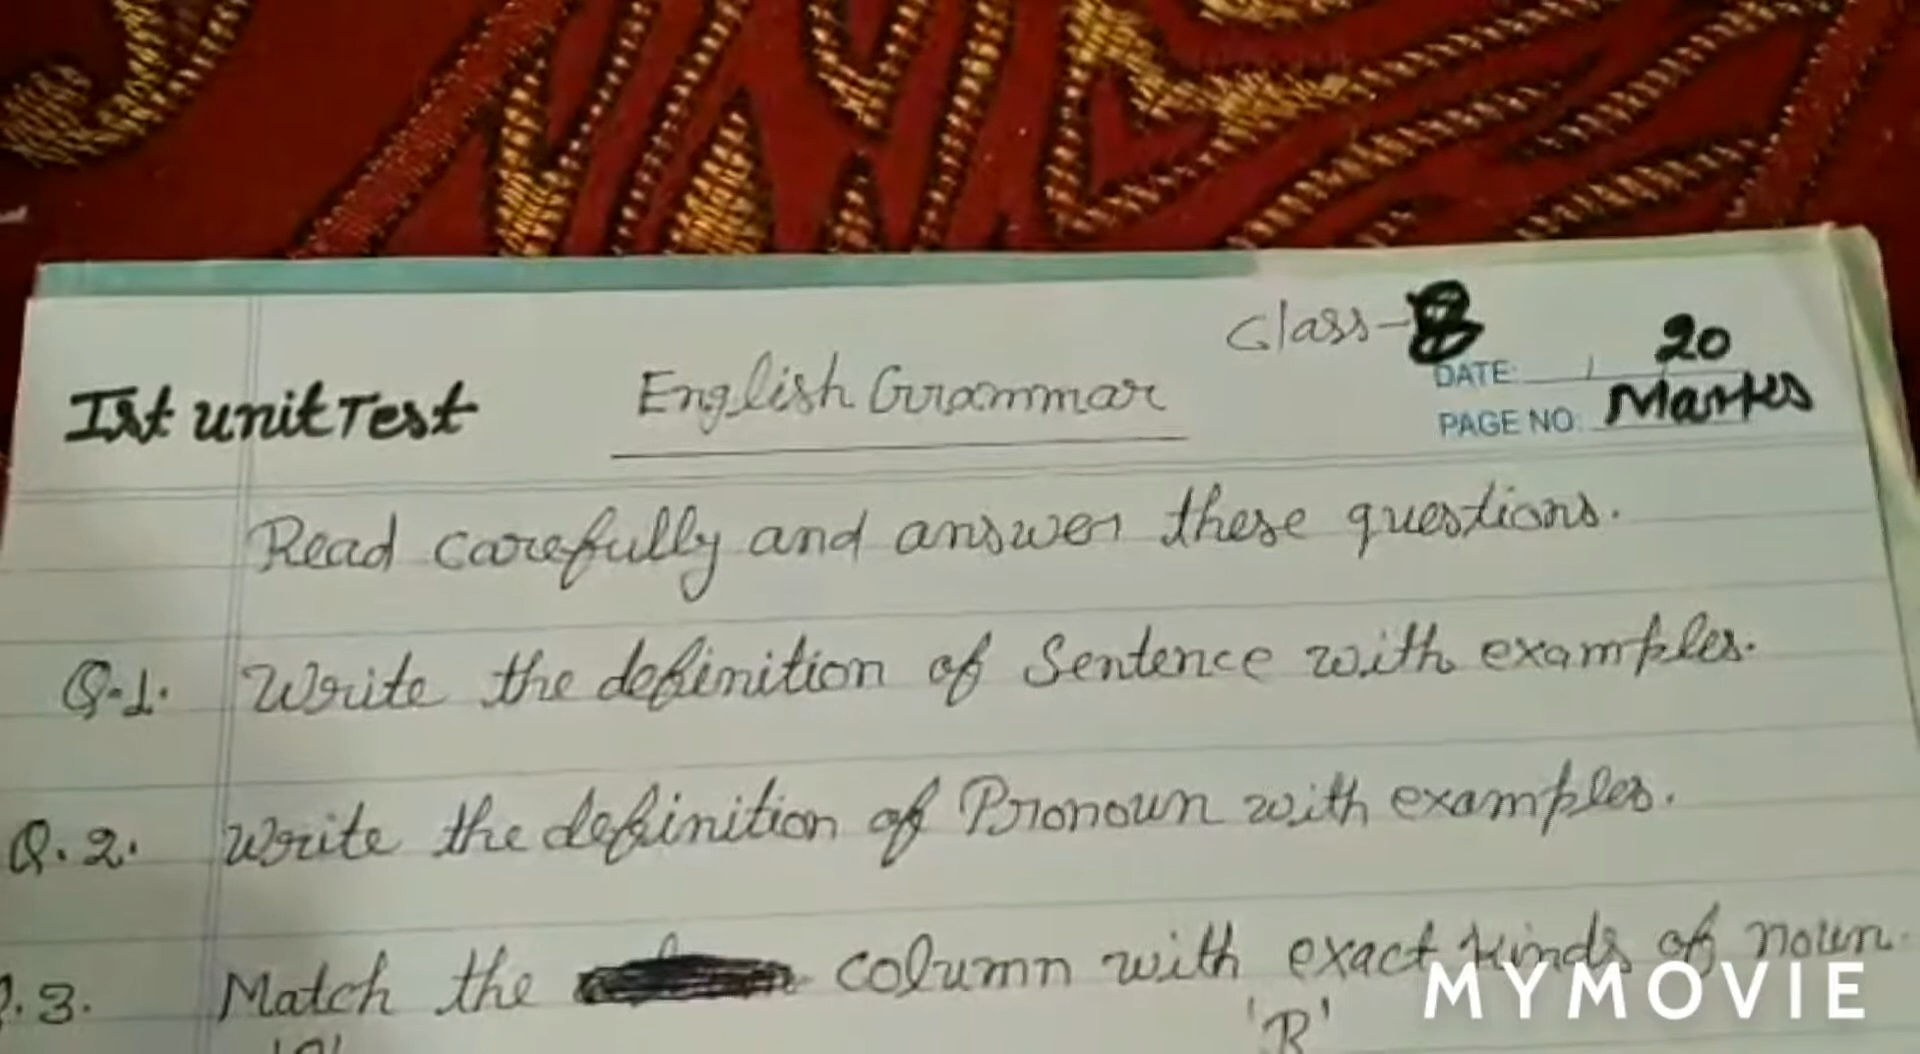 Class-8
20
Ist unit Test English Grammar
DATE: / /
PAGE NO: Marks
Read carefully and answer these questions.
Q.1. Write the definition of Sentence with examples.
Q.2. Write the definition of Pronoun with examples.
Q.3. Match the column with exact kinds of noun.
'B'
MYMOVIE